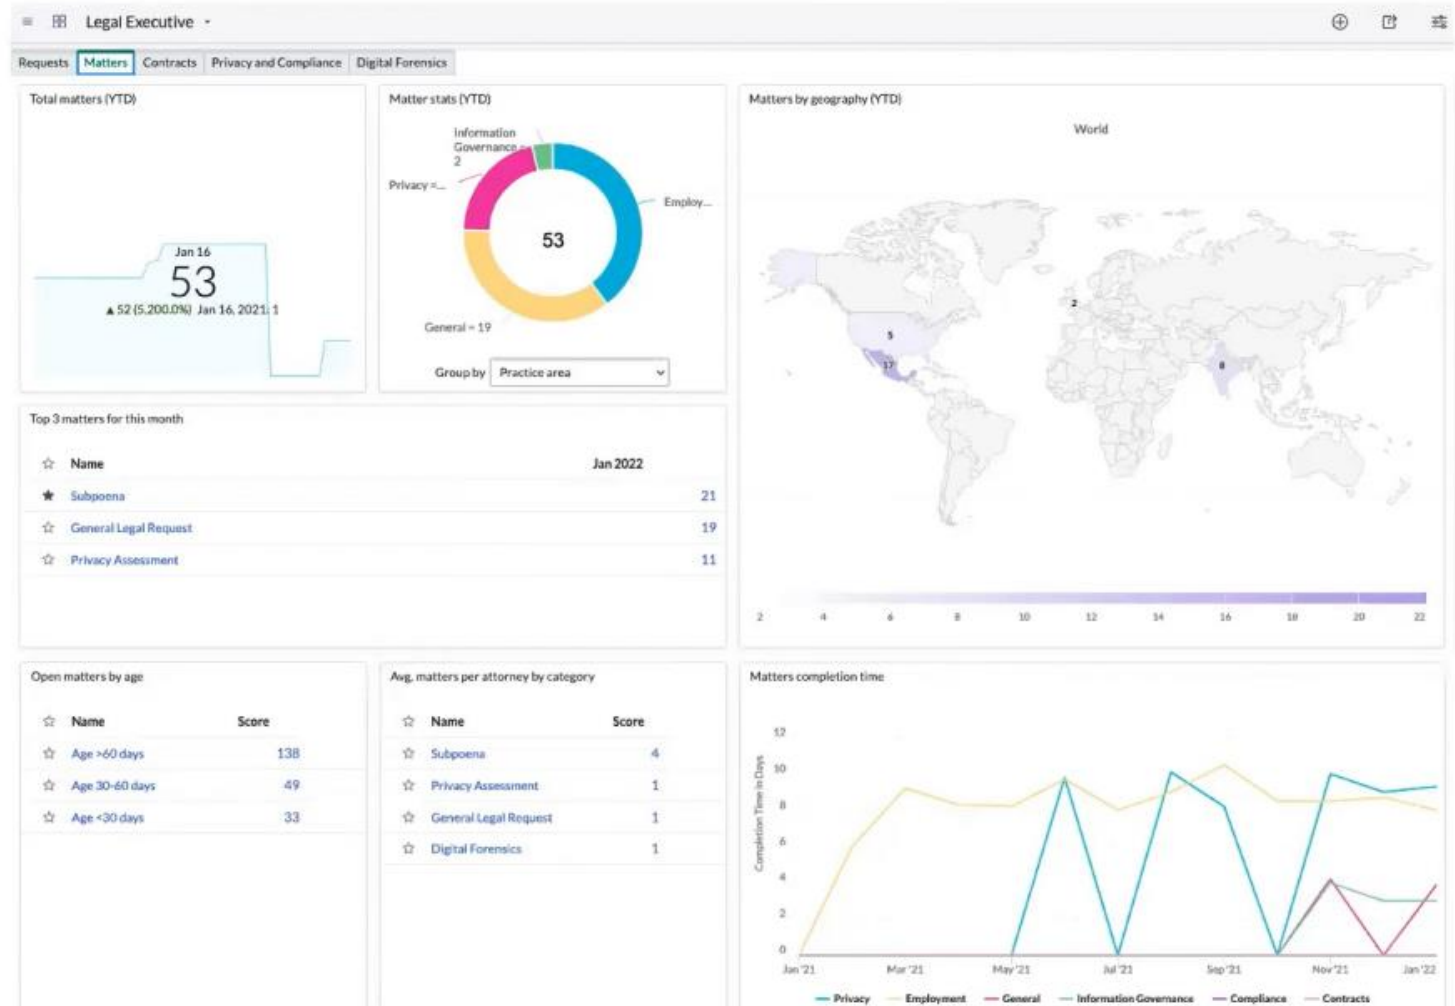 Legal Executive
Requests Matters Contracts Privacy and Compliance Digital Forensics
Total matters (YTD)
Jan 16
53
▲ 52 (5,200.0%) Jan 16, 2021: 1
Matter stats (YTD)
Information
Governance =
2
Privacy =...
Employ...
53
General = 19
Group by Practice area
Matters by geography (YTD)
World
2
5
17
8
2 4 6 8 10 12 14 16 18 20 22
Top 3 matters for this month
Name Jan 2022
Subpoena 21
General Legal Request 19
Privacy Assessment 11
Open matters by age
Name Score
Age >60 days 138
Age 30-60 days 49
Age <30 days 33
Avg. matters per attorney by category
Name Score
Subpoena 4
Privacy Assessment 1
General Legal Request 1
Digital Forensics 1
Matters completion time
Completion Time in Days
12
10
8
6
4
2
0
Jan '21 Mar '21 May '21 Jul '21 Sep '21 Nov '21 Jan '22
Privacy Employment General Information Governance Compliance Contracts